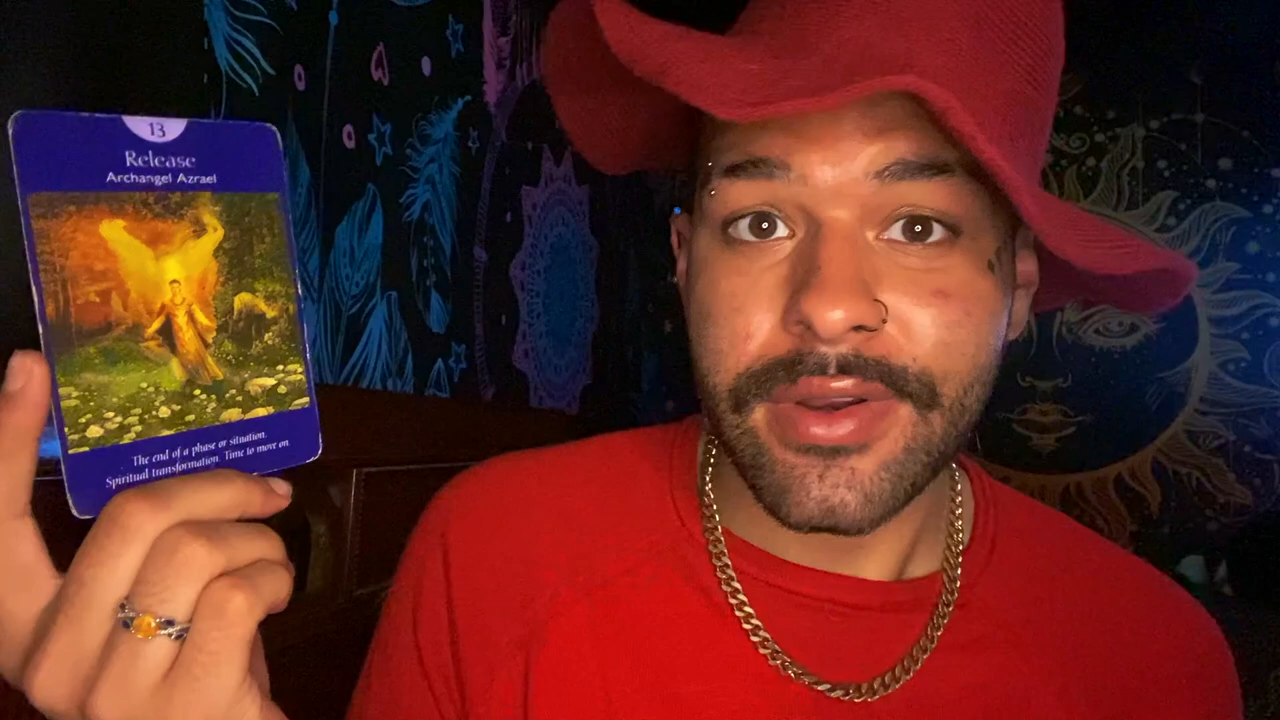 13
Release
Archangel Azrael
The end of a phase or situation.
Spiritual transformation. Time to move on.